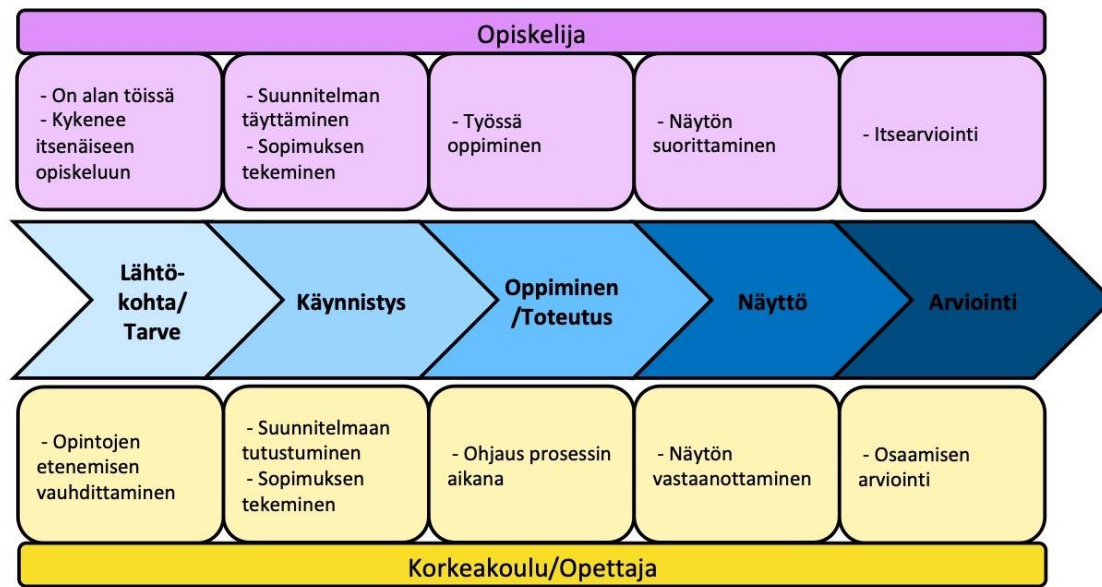 Opiskelija
- On alan töissä
- Kykenee
itsenäiseen
opiskeluun
- Suunnitelman
täyttäminen
- Sopimuksen
tekeminen
- Työssä
oppiminen
- Näytön
suorittaminen
- Itsearviointi
Lähtö-
kohta/
Tarve
Käynnistys
Oppiminen
/Toteutus
Näyttö
Arviointi
- Opintojen
etenemisen
vauhdittaminen
- Suunnitelmaan
tutustuminen
- Sopimuksen
tekeminen
- Ohjaus prosessin
aikana
- Näytön
vastaanottaminen
- Osaamisen
arviointi
Korkeakoulu/Opettaja